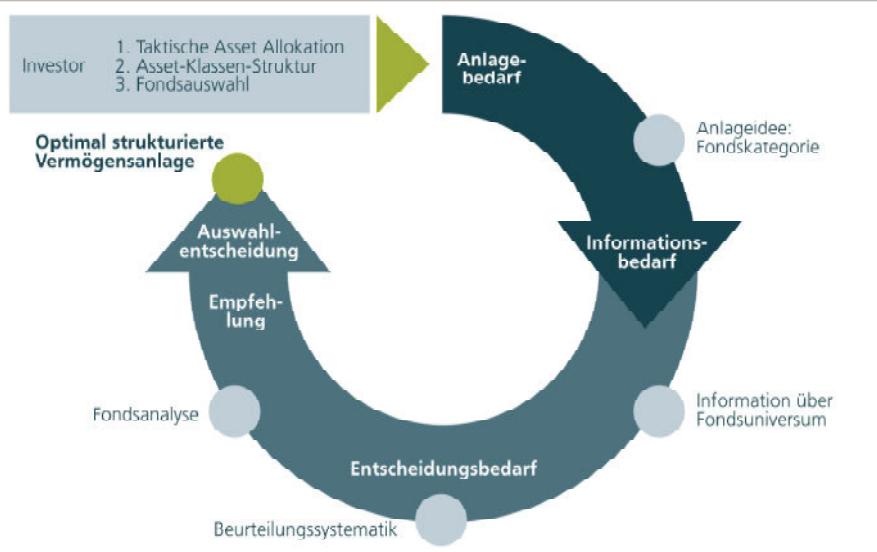 Investor
1. Taktische Asset Allokation
2. Asset-Klassen-Struktur
3. Fondsauswahl
Anlage-
bedarf
Anlageidee:
Fondskategorie
Informations-
bedarf
Information über
Fondsuniversum
Entscheidungsbedarf
Beurteilungssystematik
Fondsanalyse
Empfeh-
lung
Auswahl-
entscheidung
Optimal strukturierte
Vermögensanlage